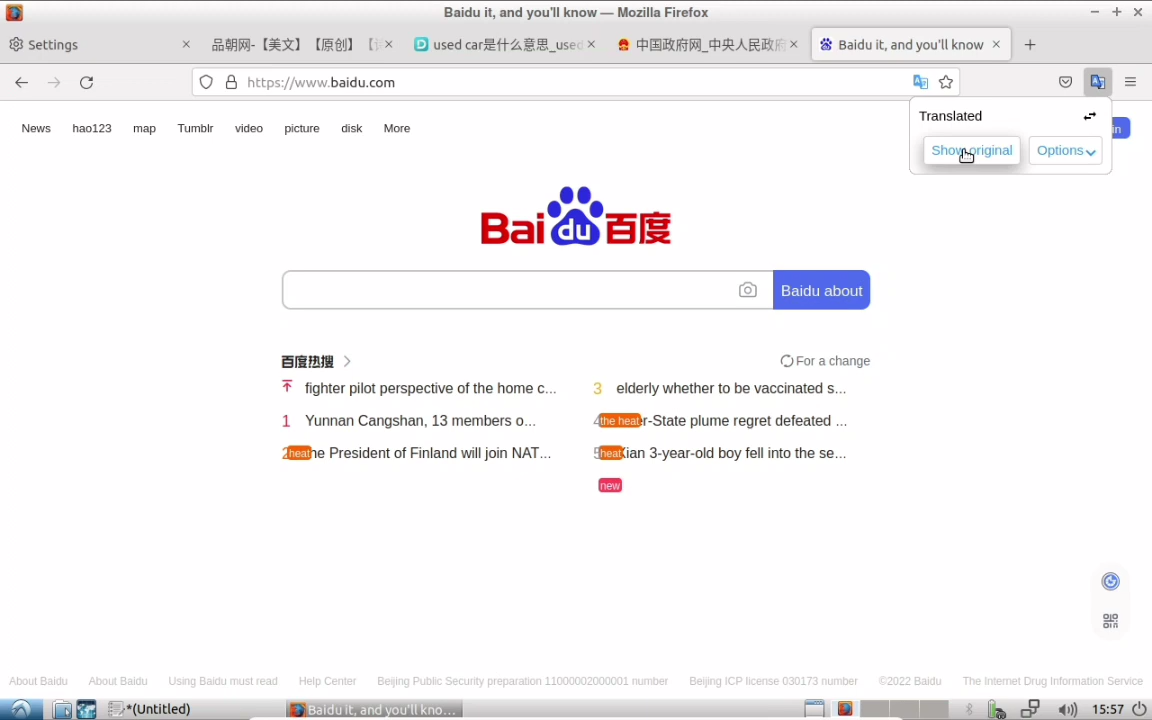 Baidu it, and you'll know — Mozilla Firefox
Settings
品朝网-【美文】【原创】
used car是什么意思_used
中国政府网_中央人民政府
Baidu it, and you'll know
https://www.baidu.com
Translated
Show original
Options
in
News
hao123
map
Tumblr
video
picture
disk
More
Bai du 百度
Baidu about
百度热搜
For a change
fighter pilot perspective of the home c...
3 elderly whether to be vaccinated s...
1 Yunnan Cangshan, 13 members o...
4 the heat r-State plume regret defeated ...
2 heat he President of Finland will join NAT...
5 heat ian 3-year-old boy fell into the se...
new
About Baidu
About Baidu
Using Baidu must read
Help Center
Beijing Public Security preparation 11000002000001 number
Beijing ICP license 030173 number
©2022 Baidu
The Internet Drug Information Service
*(Untitled)
Baidu it, and you'll kno...
15:57